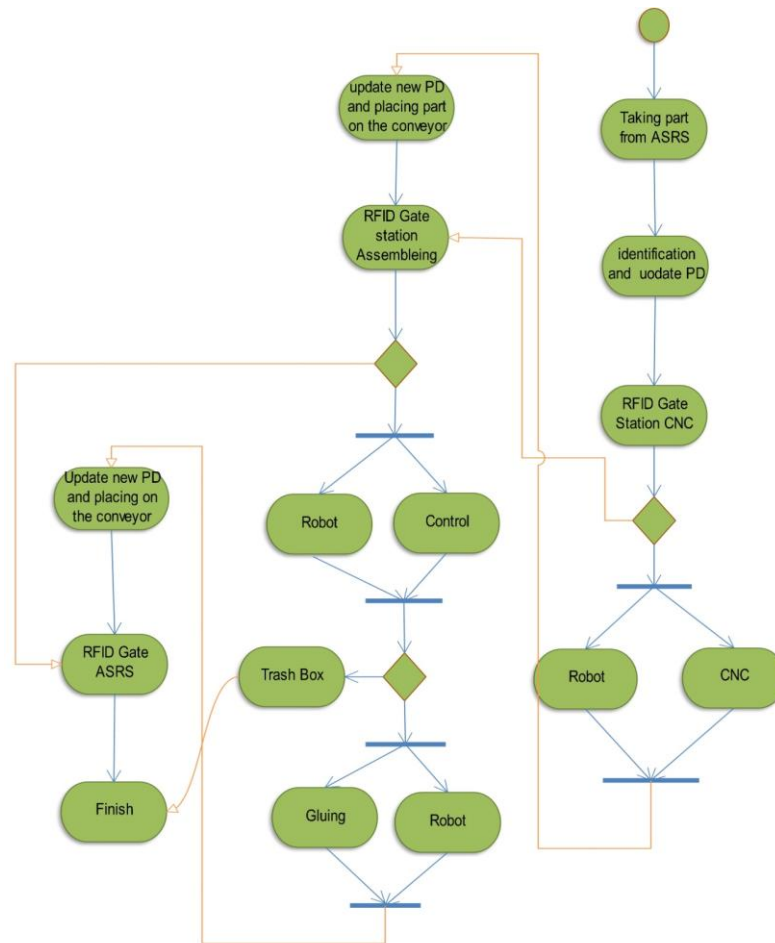 update new PD
and placing part
on the conveyor
Taking part
from ASRS
RFID Gate
station
Assembleing
identification
and uodate PD
RFID Gate
Station CNC
Update new PD
and placing on
the conveyor
Robot
Control
RFID Gate
ASRS
Trash Box
Robot
CNC
Finish
Gluing
Robot